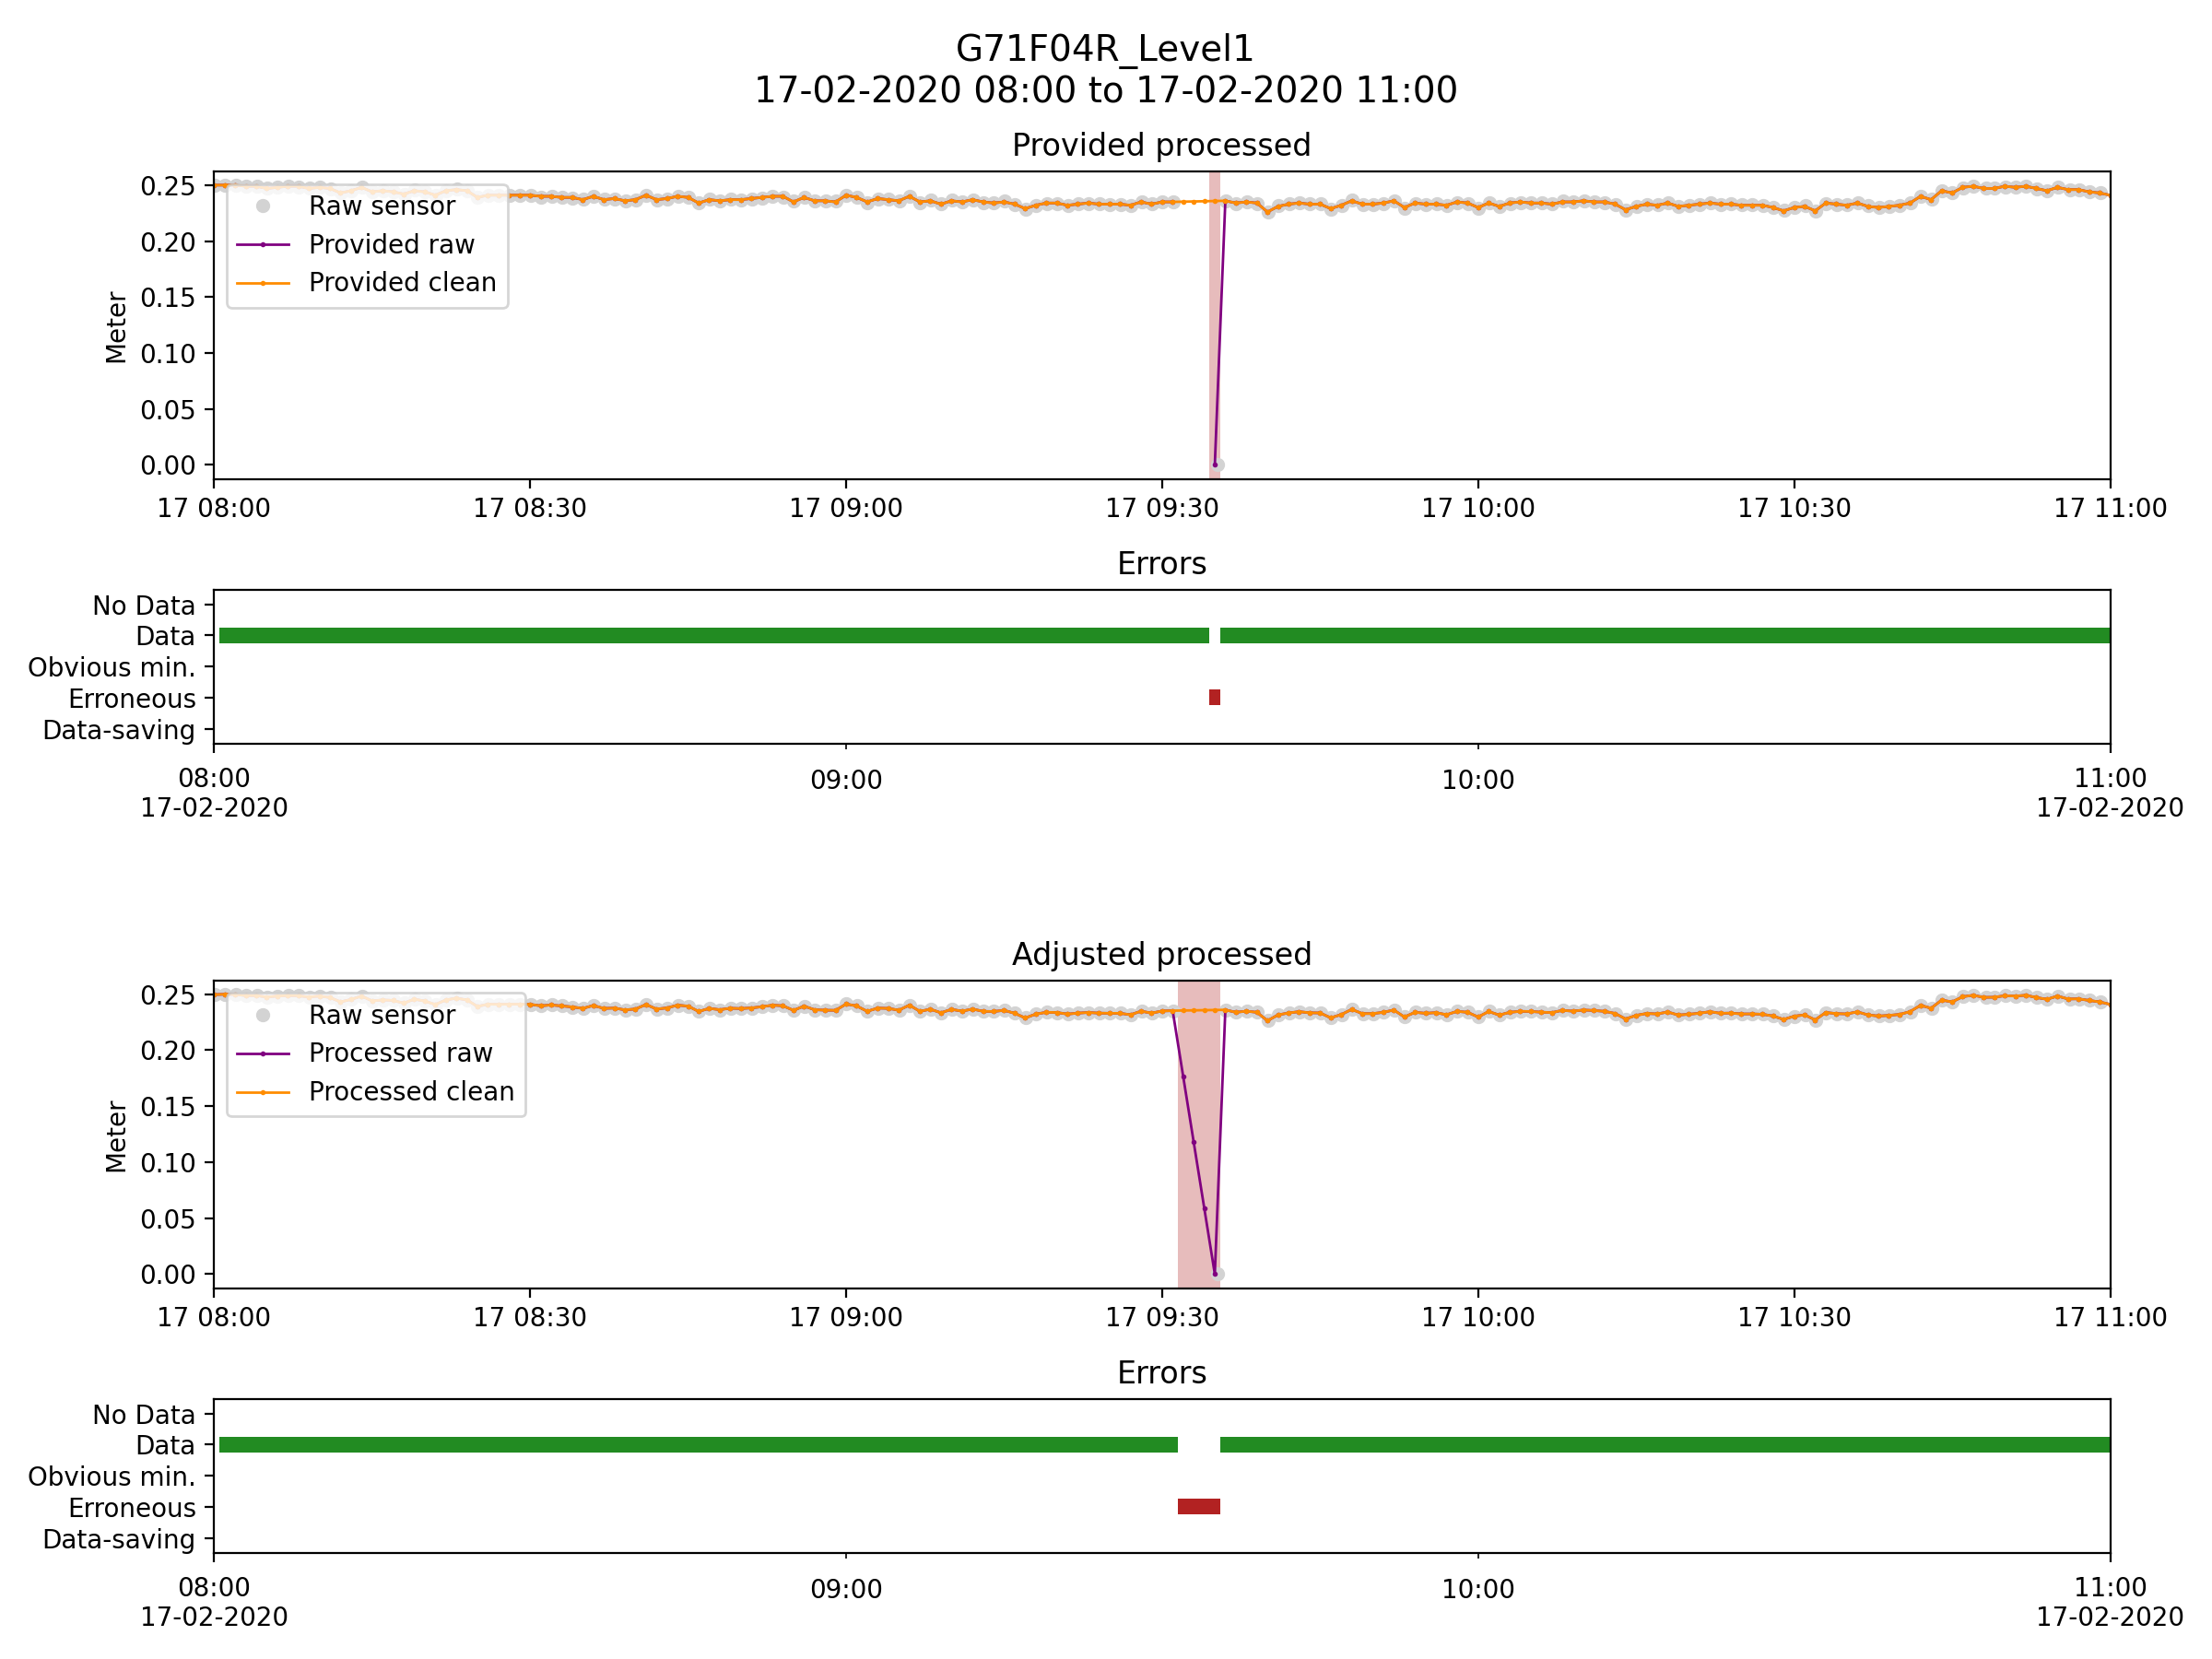 G71F04R_Level1
17-02-2020 08:00 to 17-02-2020 11:00
Provided processed
Meter
0.25
0.20
0.15
0.10
0.05
0.00
Raw sensor
Provided raw
Provided clean
17 08:00 17 08:30 17 09:00 17 09:30 17 10:00 17 10:30 17 11:00
Errors
No Data
Data
Obvious min.
Erroneous
Data-saving
08:00 09:00 10:00 11:00
17-02-2020 17-02-2020
Adjusted processed
Meter
0.25
0.20
0.15
0.10
0.05
0.00
Raw sensor
Processed raw
Processed clean
17 08:00 17 08:30 17 09:00 17 09:30 17 10:00 17 10:30 17 11:00
Errors
No Data
Data
Obvious min.
Erroneous
Data-saving
08:00 09:00 10:00 11:00
17-02-2020 17-02-2020